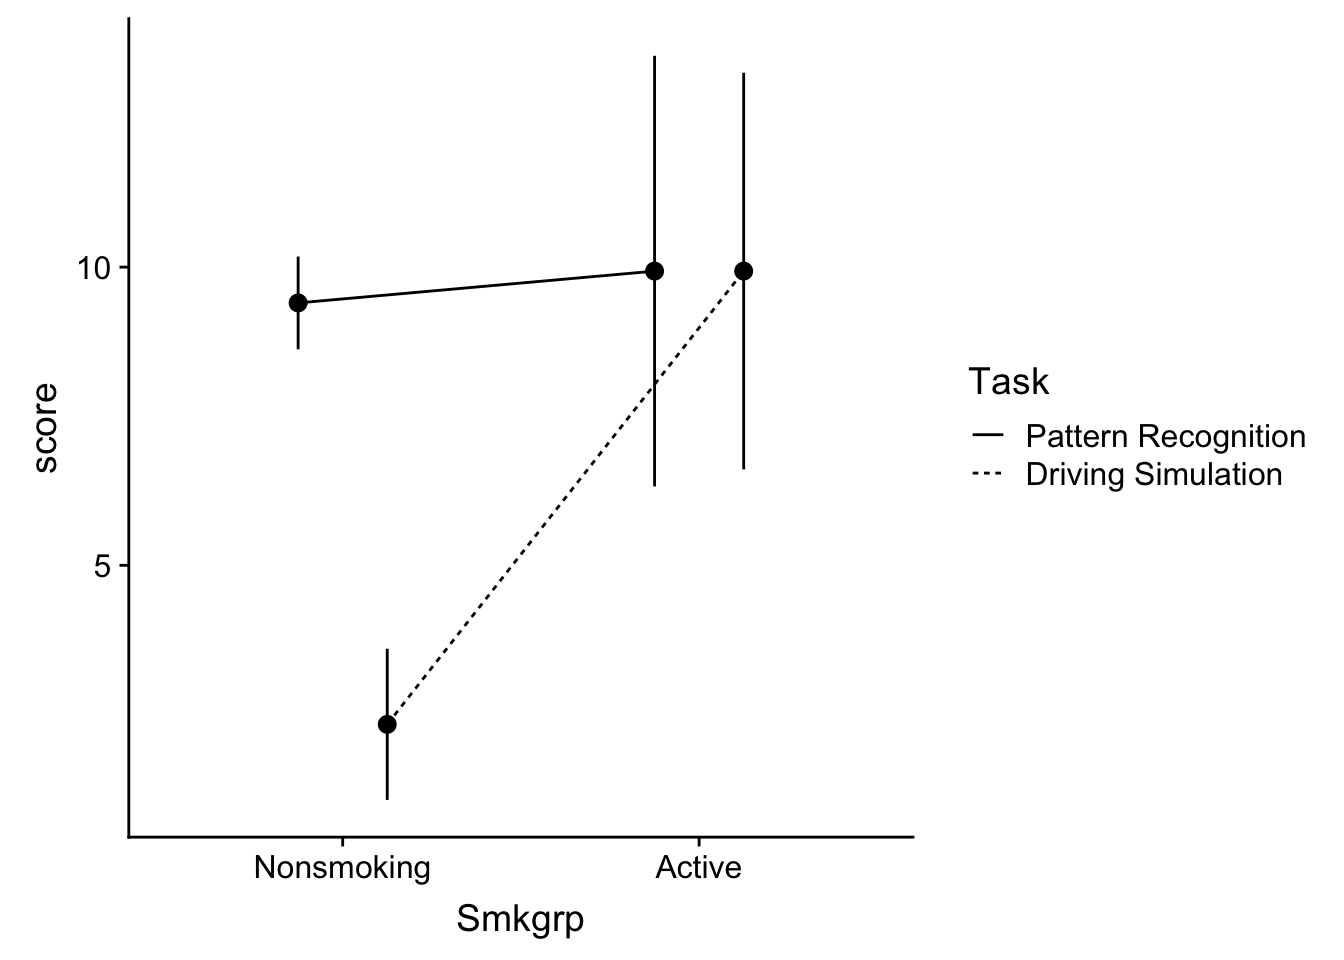 score
10
5
Nonsmoking
Active
Smkgrp
Task
Pattern Recognition
Driving Simulation